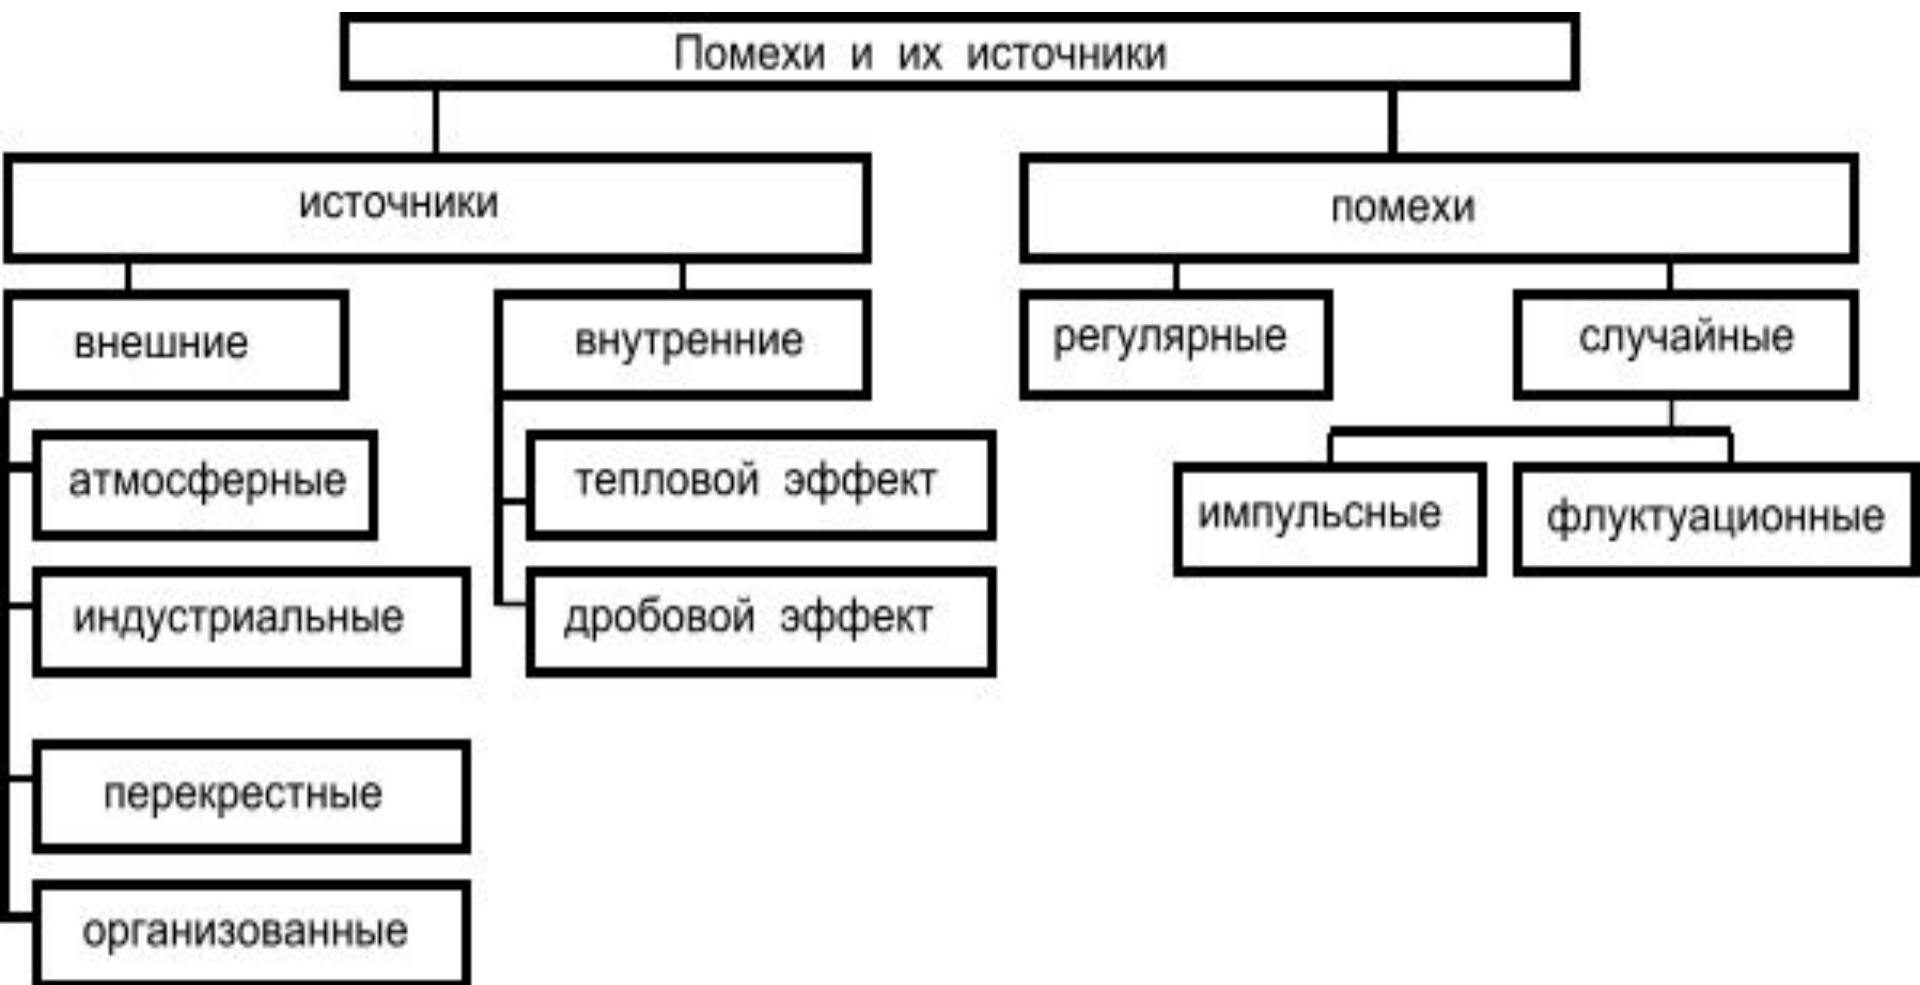 Помехи и их источники
источники
помехи
внешние
внутренние
регулярные
случайные
атмосферные
тепловой эффект
импульсные
флуктуационные
индустриальные
дробовой эффект
перекрестные
организованные